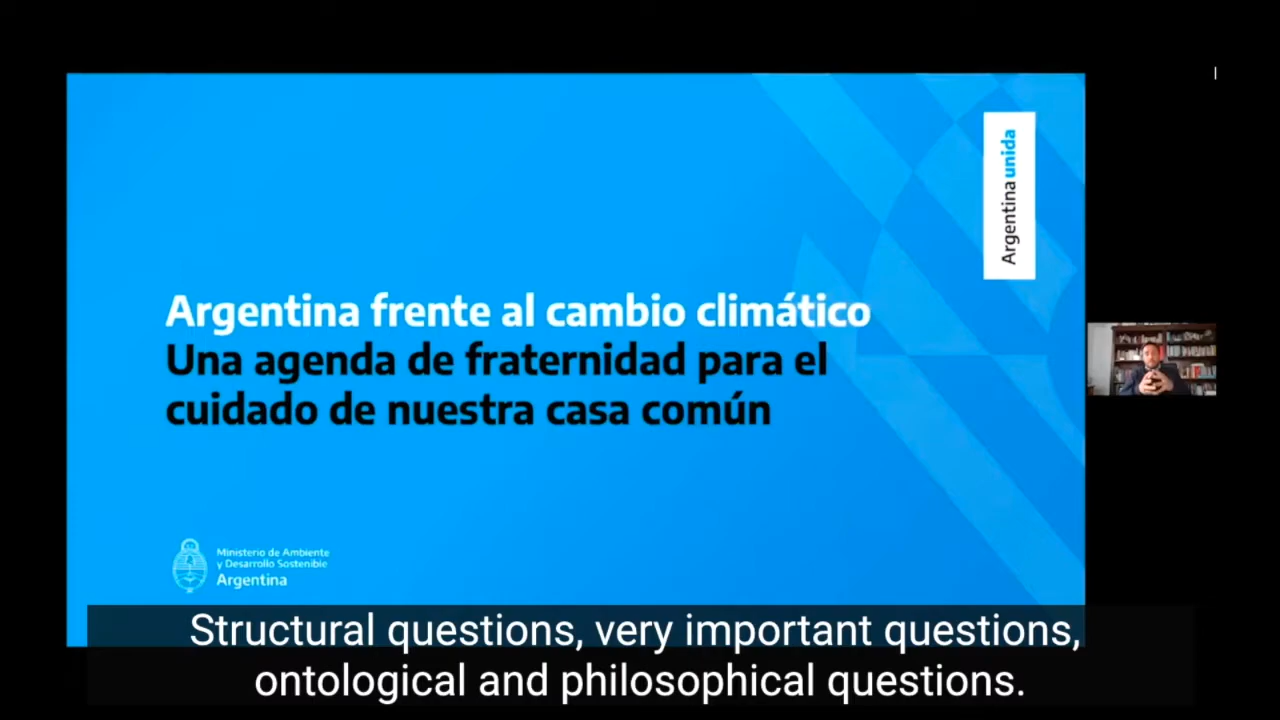 Argentina unida
Argentina frente al cambio climático
Una agenda de fraternidad para el
cuidado de nuestra casa común
Ministerio de Ambiente
y Desarrollo Sostenible
Argentina
Structural questions, very important questions,
ontological and philosophical questions.